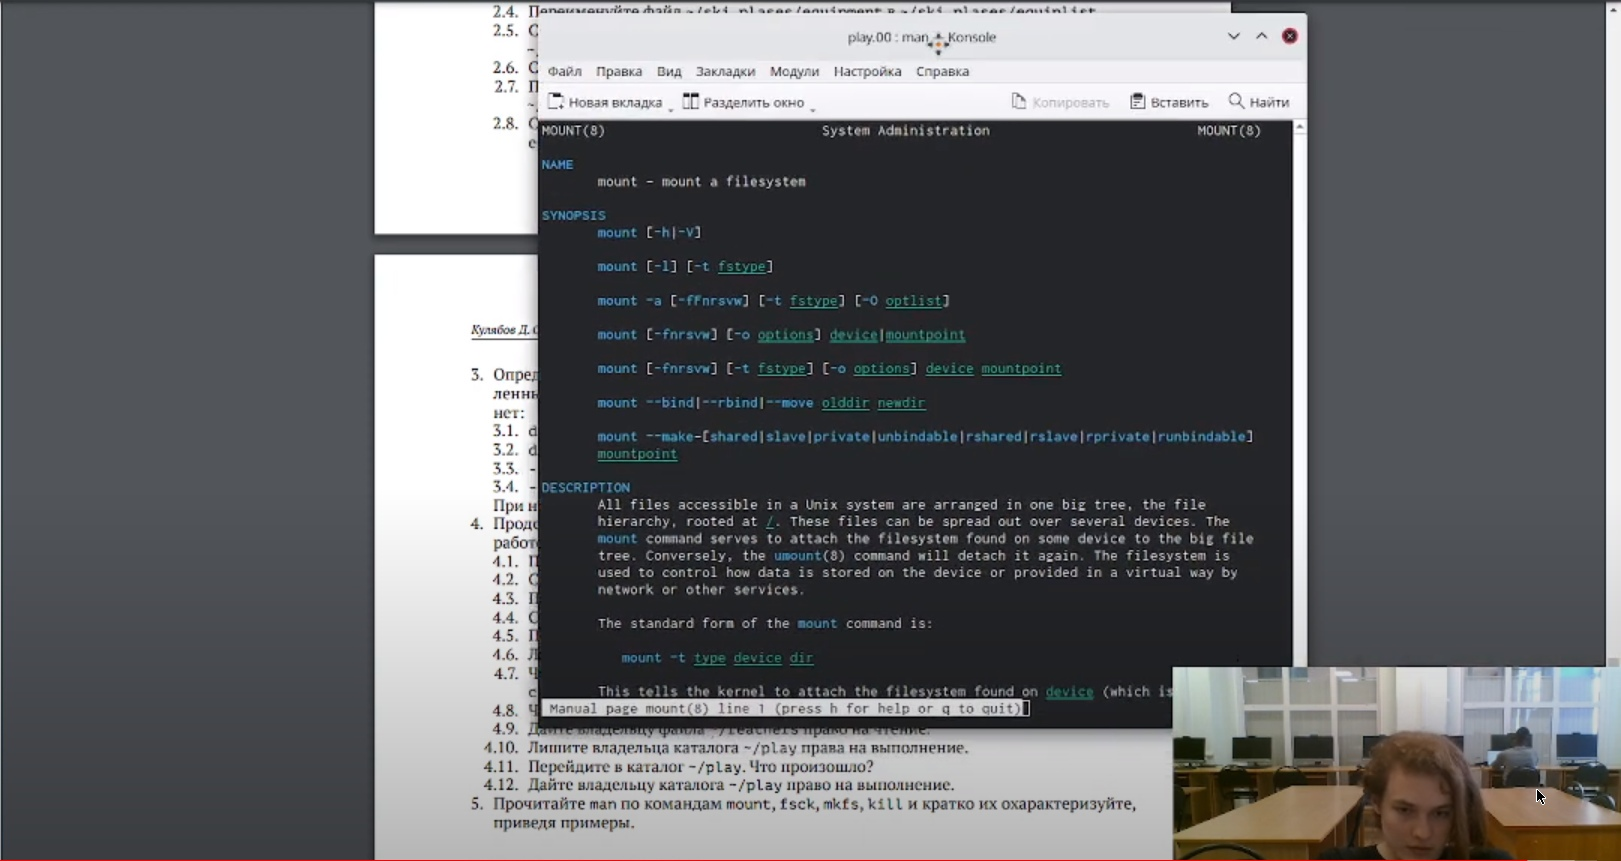 2.4. Переименуйте файл ~/ski.plases/equipment в ~/ski.plases/equiplist.
2.5. С
~
2.6. С
2.7. П
~
2.8. С
е
play.00 : man — Konsole
Файл Правка Вид Закладки Модули Настройка Справка
Новая вкладка Разделить окно Копировать Вставить Найти
MOUNT(8) System Administration MOUNT(8)
NAME
mount - mount a filesystem
SYNOPSIS
mount [-h|-V]
mount [-l] [-t fstype]
mount -a [-fFnrsvw] [-t fstype] [-O optlist]
mount [-fnrsvw] [-o options] device|mountpoint
mount [-fnrsvw] [-t fstype] [-o options] device mountpoint
mount --bind|--rbind|--move olddir newdir
mount --make-[shared|slave|private|unbindable|rshared|rslave|rprivate|runbindable]
mountpoint
DESCRIPTION
All files accessible in a Unix system are arranged in one big tree, the file
hierarchy, rooted at /. These files can be spread out over several devices. The
mount command serves to attach the filesystem found on some device to the big file
tree. Conversely, the umount(8) command will detach it again. The filesystem is
used to control how data is stored on the device or provided in a virtual way by
network or other services.
The standard form of the mount command is:
mount -t type device dir
This tells the kernel to attach the filesystem found on device (which is
Manual page mount(8) line 1 (press h for help or q to quit)
Кулябов Д. С
3. Опред
ленны
нет:
3.1. d
3.2. d
3.3. -
3.4. -
При н
4. Продо
работ
4.1. П
4.2. С
4.3. П
4.4. С
4.5. П
4.6. Л
4.7. Ч
с
4.8. Ч
4.9. Дайте владельцу файла ~/feathers право на чтение.
4.10. Лишите владельца каталога ~/play права на выполнение.
4.11. Перейдите в каталог ~/play. Что произошло?
4.12. Дайте владельцу каталога ~/play право на выполнение.
5. Прочитайте man по командам mount, fsck, mkfs, kill и кратко их охарактеризуйте,
приведя примеры.